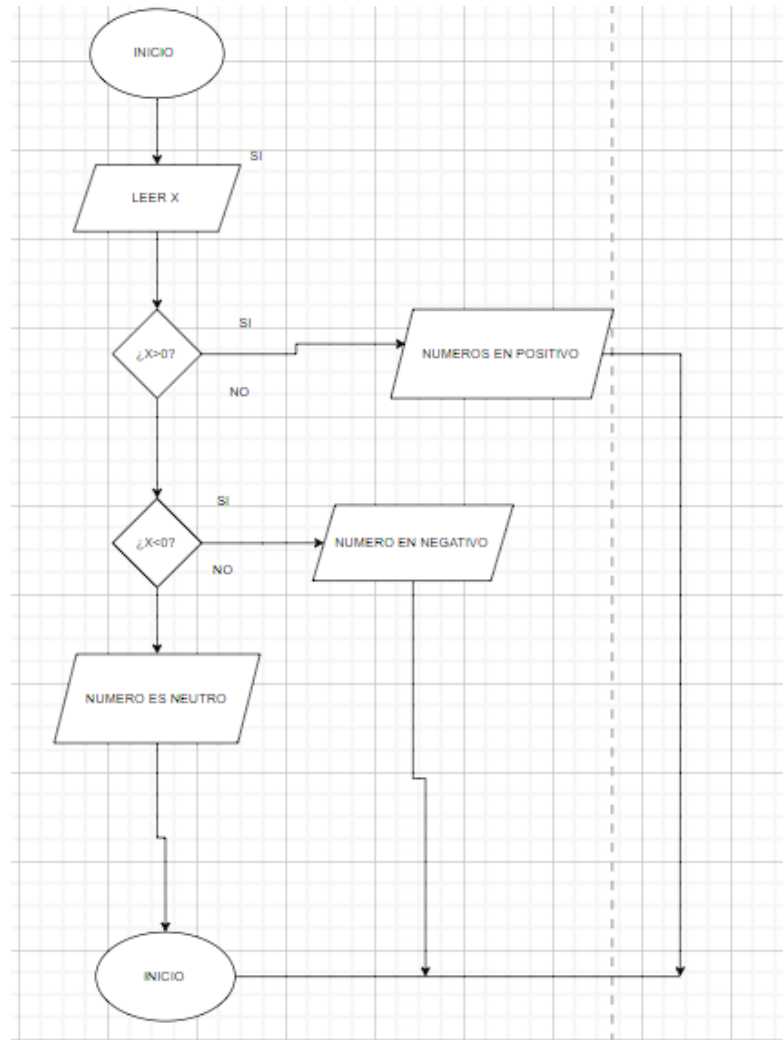 INICIO
SI
LEER X
SI
¿X>0?
NUMEROS EN POSITIVO
NO
SI
¿X<0?
NUMERO EN NEGATIVO
NO
NUMERO ES NEUTRO
INICIO